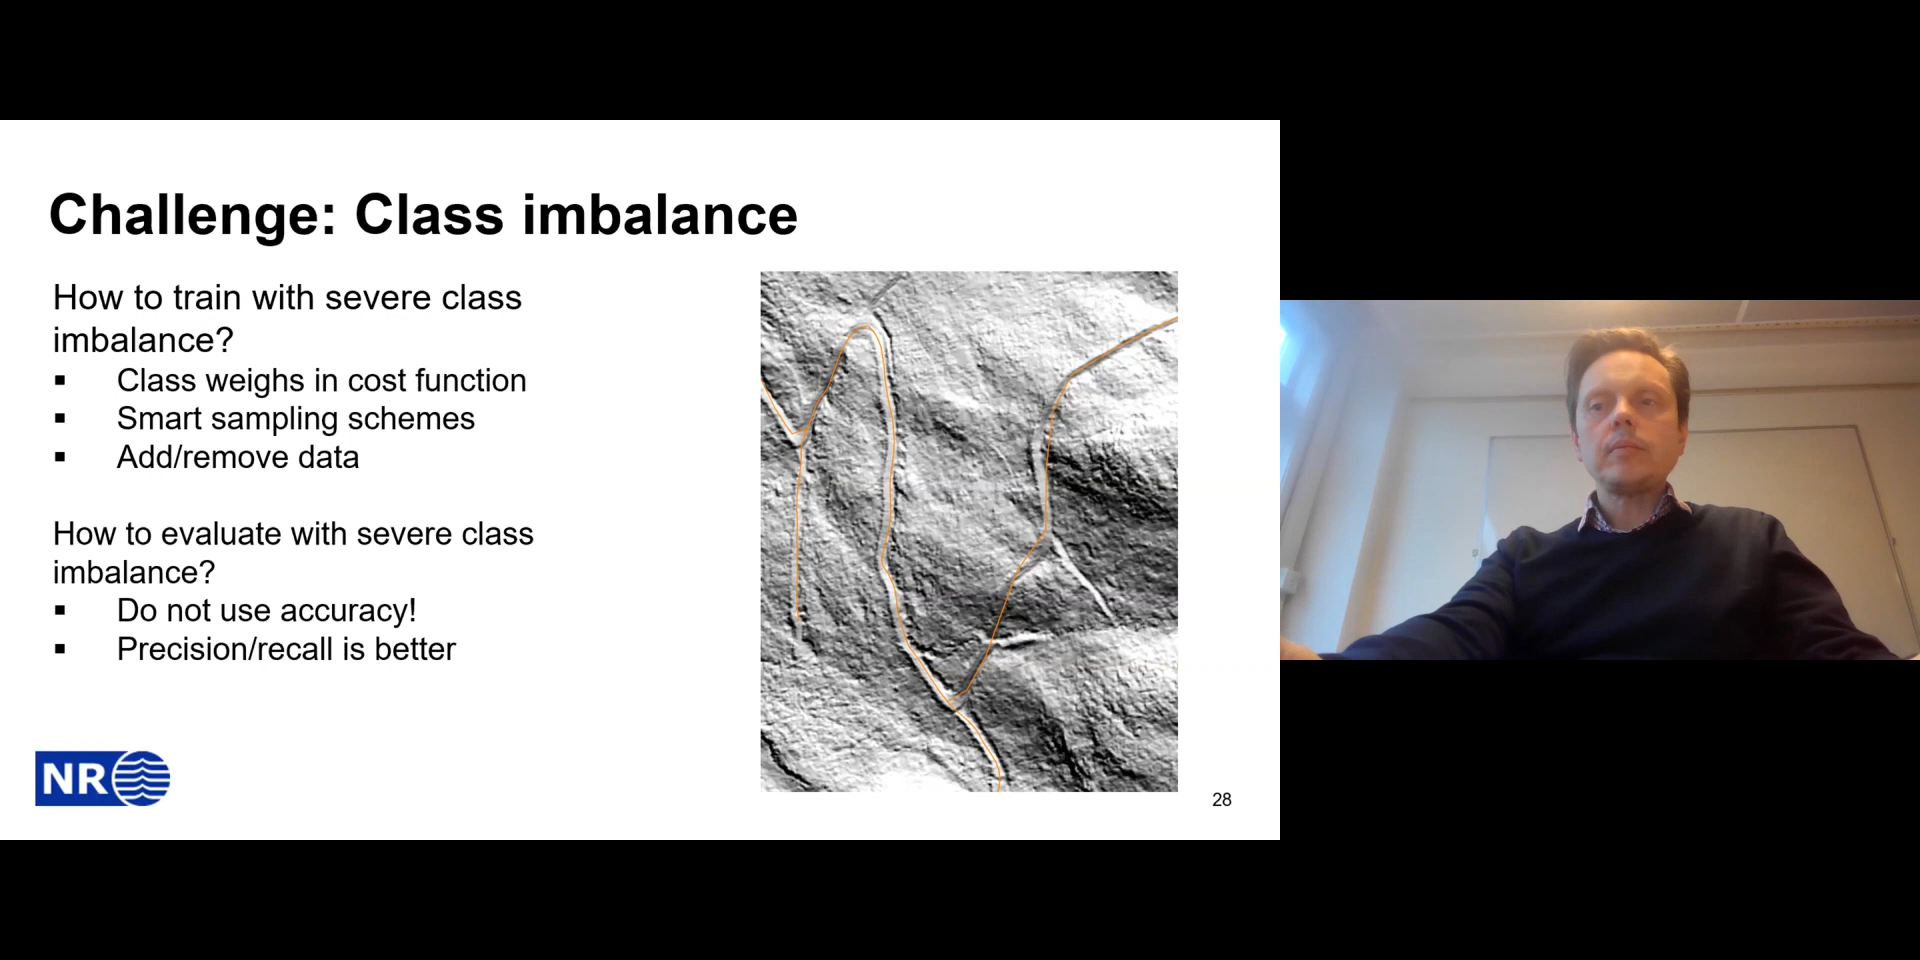 Challenge: Class imbalance
How to train with severe class
imbalance?
▪ Class weighs in cost function
▪ Smart sampling schemes
▪ Add/remove data
How to evaluate with severe class
imbalance?
▪ Do not use accuracy!
▪ Precision/recall is better
NR
28